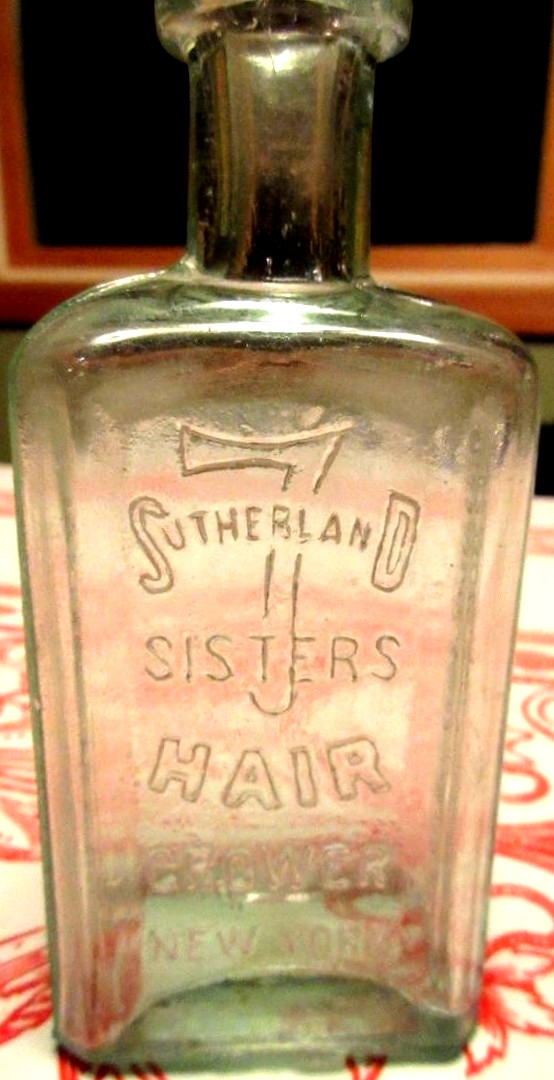 7
SUTHERLAND
SISTERS
HAIR
GROWER
NEW YORK